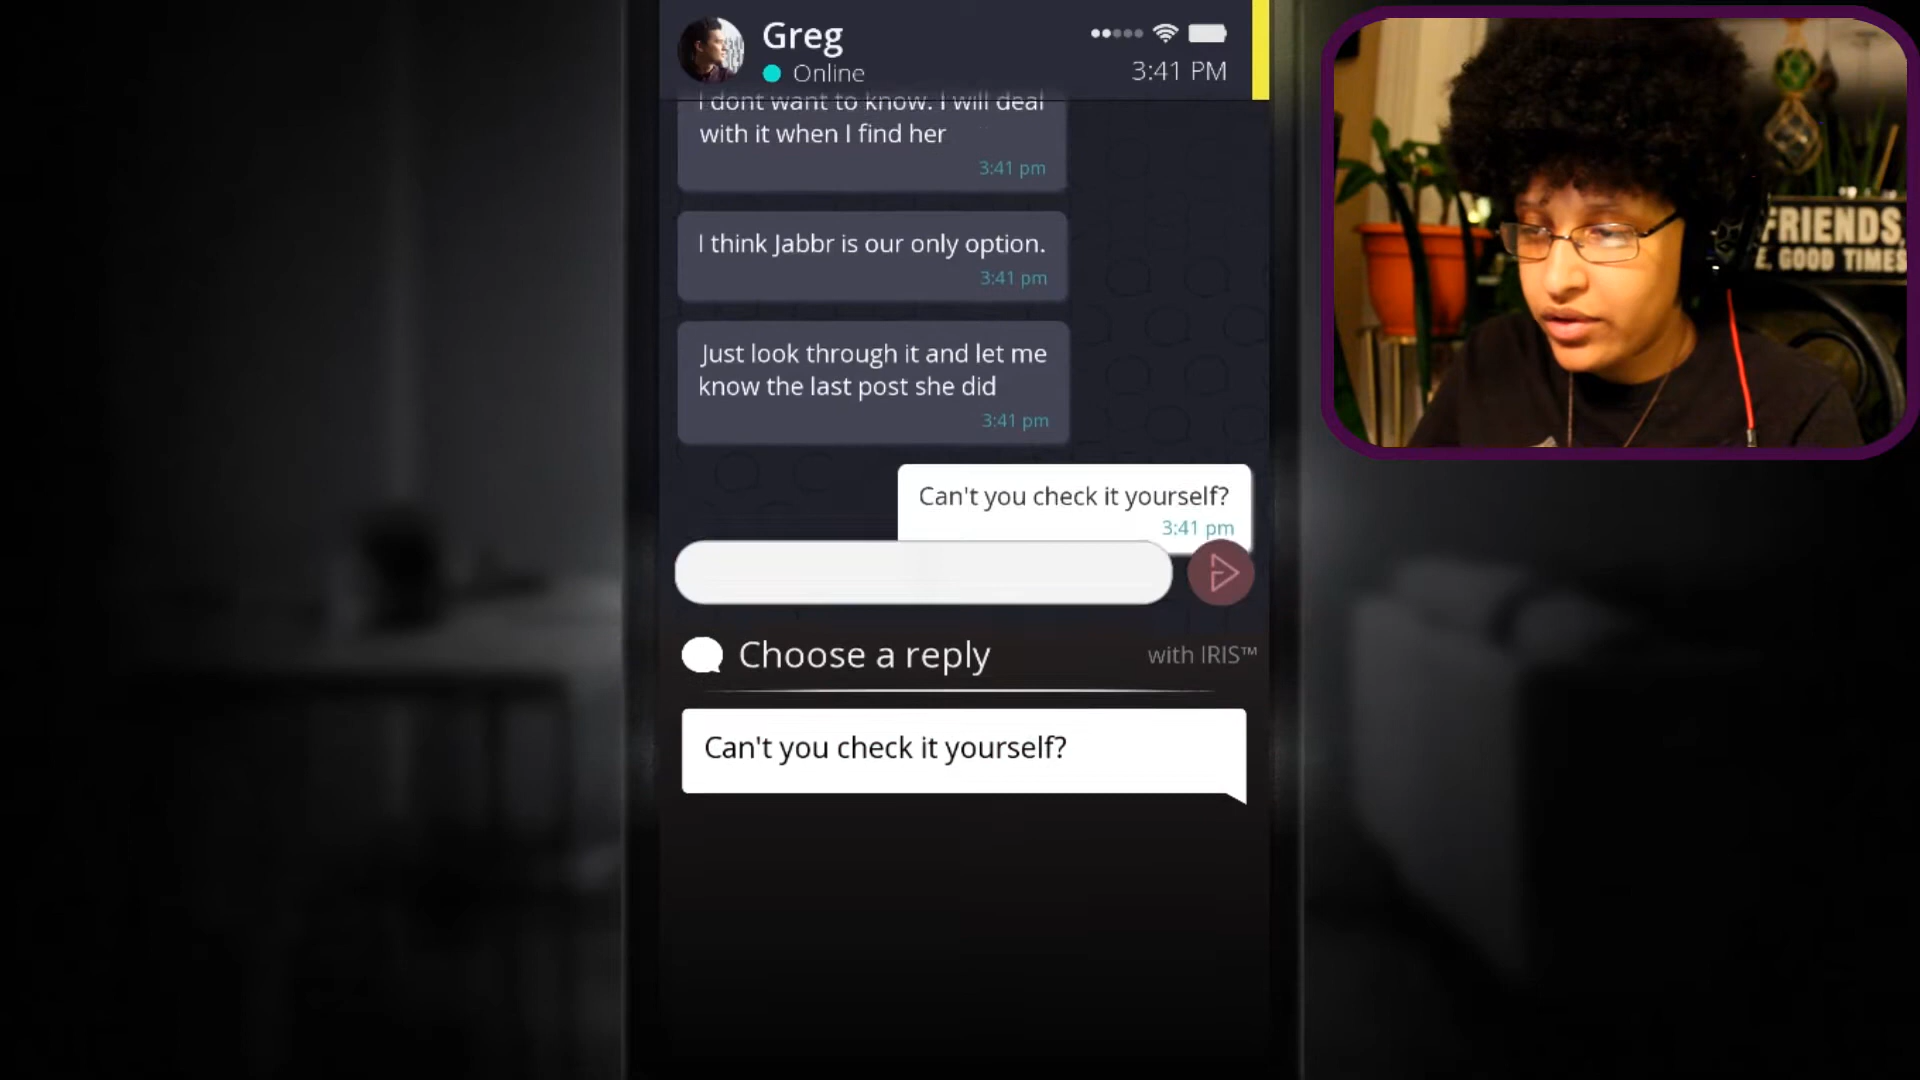 Greg
Online
3:41 PM
I dont want to know. I will deal
with it when I find her
3:41 pm
I think Jabbr is our only option.
3:41 pm
Just look through it and let me
know the last post she did
3:41 pm
Can't you check it yourself?
3:41 pm
Choose a reply
with IRIS™
Can't you check it yourself?
FRIENDS,
E, GOOD TIMES